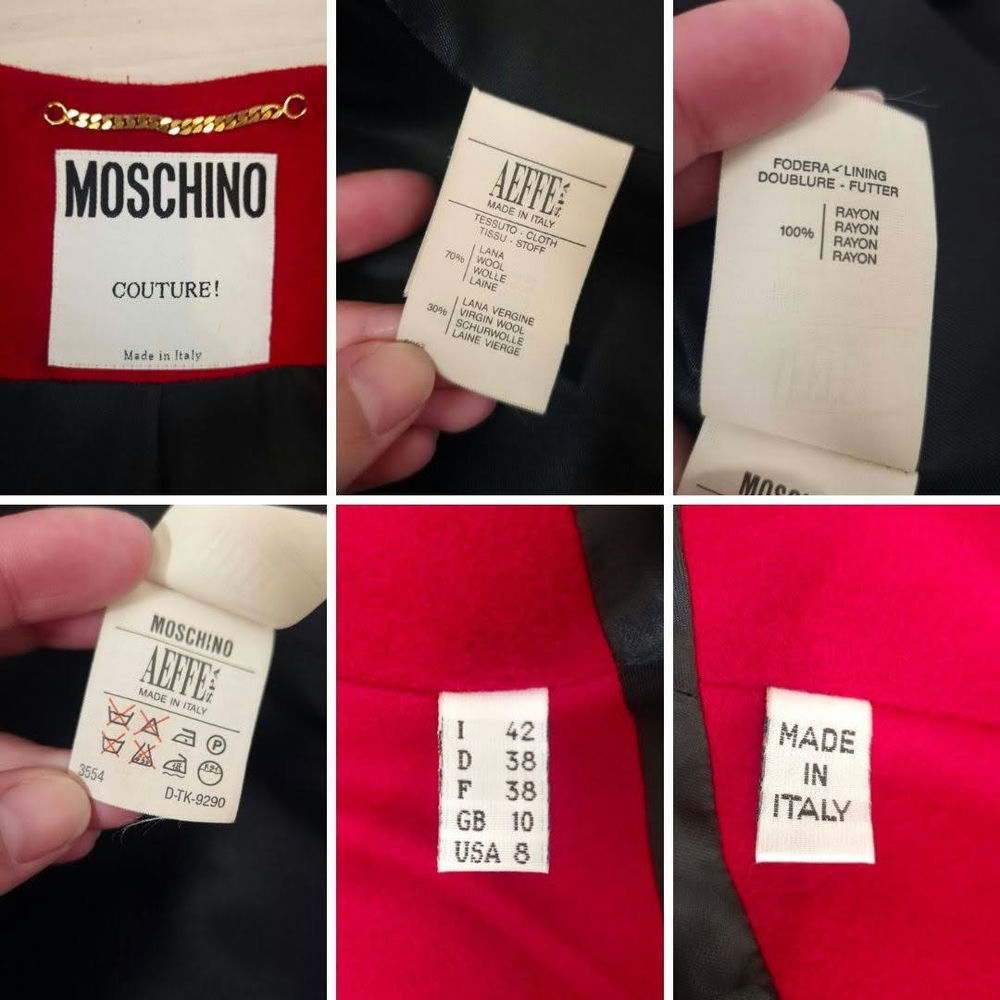 MOSCHINO
COUTURE!
Made in Italy
AEFFE SPA
MADE IN ITALY
TESSUTO - CLOTH
TISSU - STOFF
70%
LANA
WOOL
WOLLE
LAINE
30%
LANA VERGINE
VIRGIN WOOL
SCHURWOLLE
LAINE VIERGE
FODERA - LINING
DOUBLURE - FUTTER
100%
RAYON
RAYON
RAYON
RAYON
MOSCHINO
AEFFE SPA
MADE IN ITALY
P
3554
D-TK-9290
I 42
D 38
F 38
GB 10
USA 8
MADE
IN
ITALY